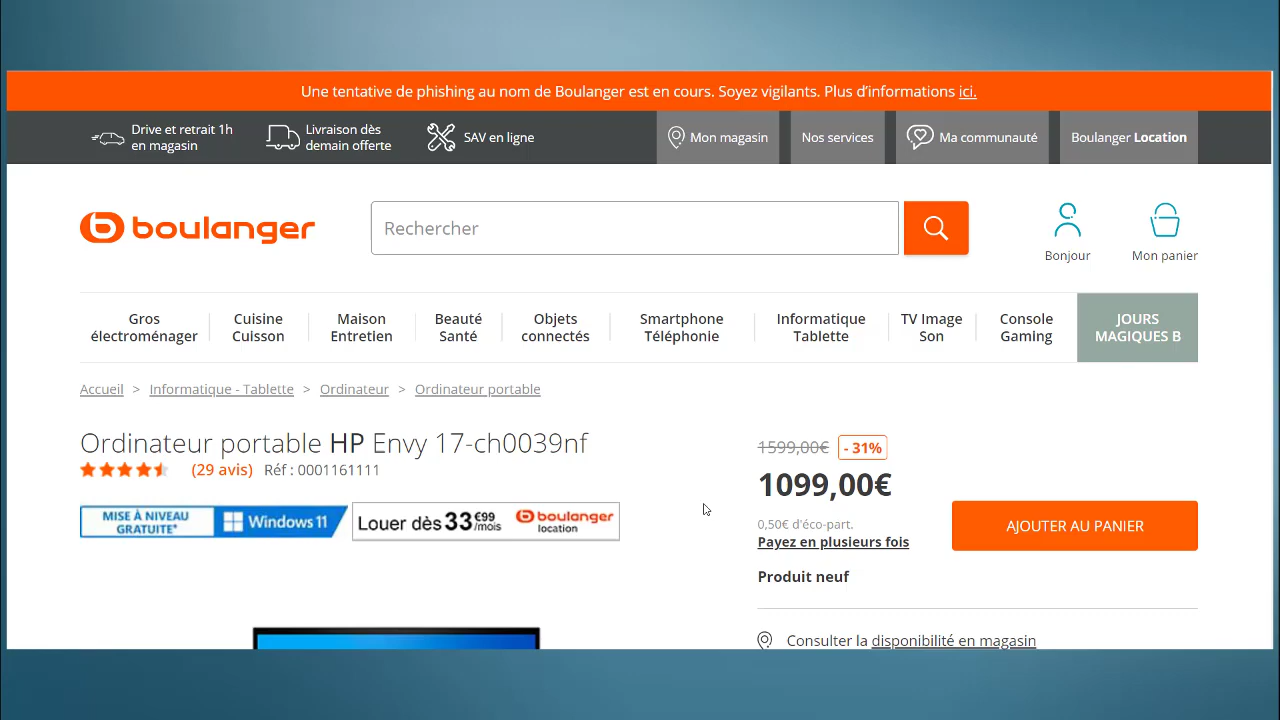 Une tentative de phishing au nom de Boulanger est en cours. Soyez vigilants. Plus d'informations ici.
Drive et retrait 1h
en magasin
Livraison dès
demain offerte
SAV en ligne
Mon magasin
Nos services
Ma communauté
Boulanger Location
boulanger
Rechercher
Bonjour
Mon panier
Gros
électroménager
Cuisine
Cuisson
Maison
Entretien
Beauté
Santé
Objets
connectés
Smartphone
Téléphonie
Informatique
Tablette
TV Image
Son
Console
Gaming
JOURS
MAGIQUES B
Accueil > Informatique - Tablette > Ordinateur > Ordinateur portable
Ordinateur portable HP Envy 17-ch0039nf
(29 avis) Réf : 0001161111
MISE À NIVEAU
GRATUITE*
Windows 11
Louer dès 33€99/mois
boulanger
location
1599,00€ - 31%
1099,00€
0,50€ d'éco-part.
Payez en plusieurs fois
AJOUTER AU PANIER
Produit neuf
Consulter la disponibilité en magasin